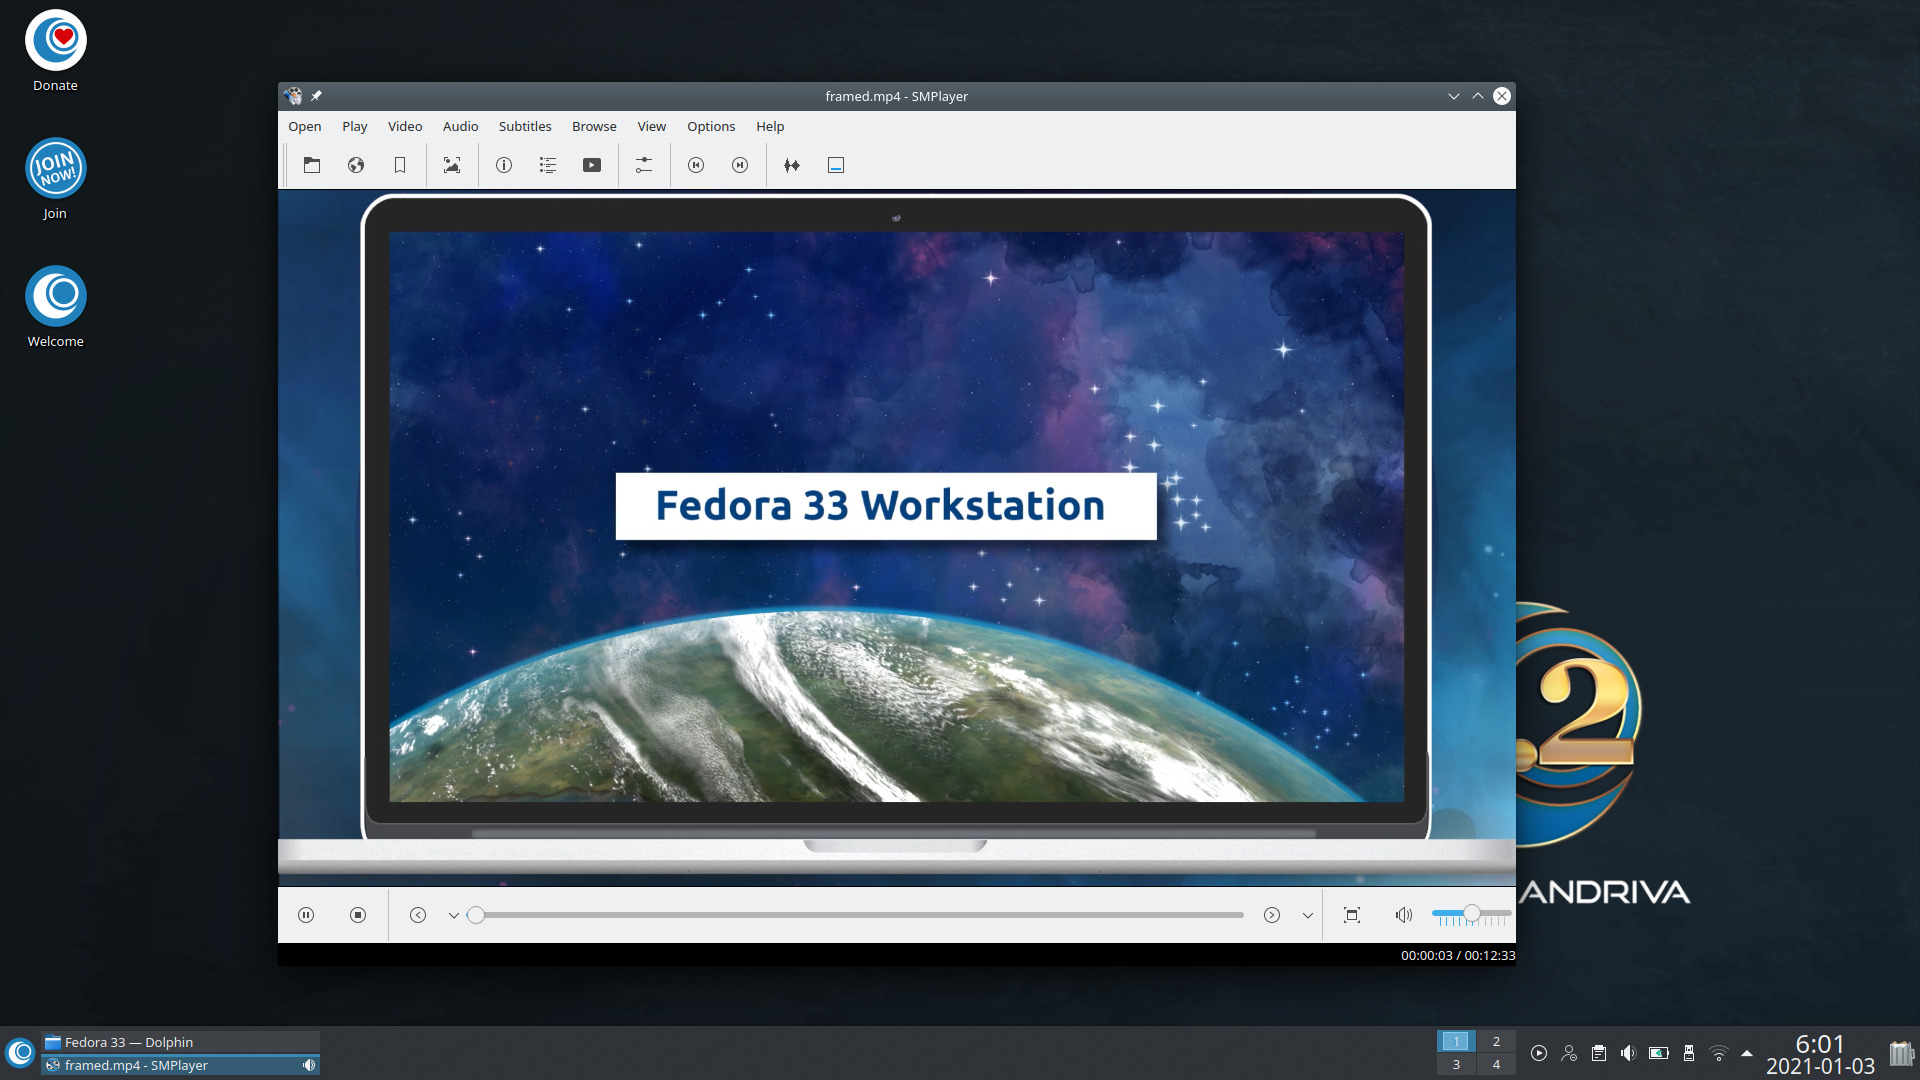 Donate
JOIN
NOW!
Join
Welcome
framed.mp4 - SMPlayer
Open Play Video Audio Subtitles Browse View Options Help
Fedora 33 Workstation
.2
ANDRIVA
00:00:03 / 00:12:33
Fedora 33 — Dolphin
framed.mp4 - SMPlayer
1 2
3 4
6:01
2021-01-03